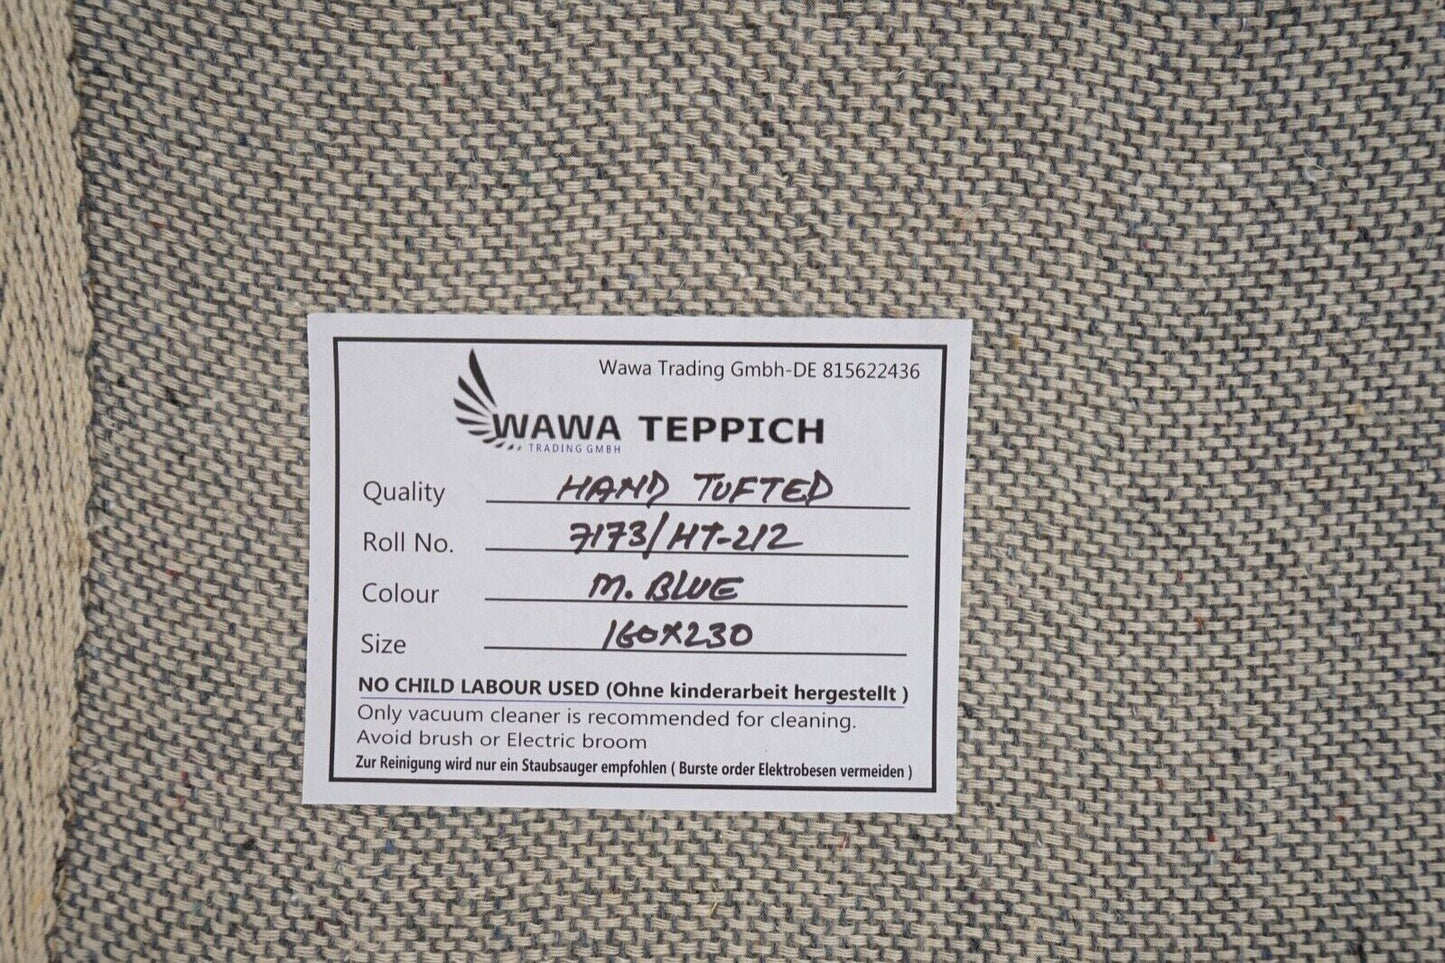 Wawa Trading Gmbh-DE 815622436
WAWA TEPPICH
TRADING GMBH
Quality HAND TUFTED
Roll No. 7173/HT-212
Colour M. BLUE
Size 160X230
NO CHILD LABOUR USED (Ohne kinderarbeit hergestellt )
Only vacuum cleaner is recommended for cleaning.
Avoid brush or Electric broom
Zur Reinigung wird nur ein Staubsauger empfohlen ( Burste order Elektrobesen vermeiden )